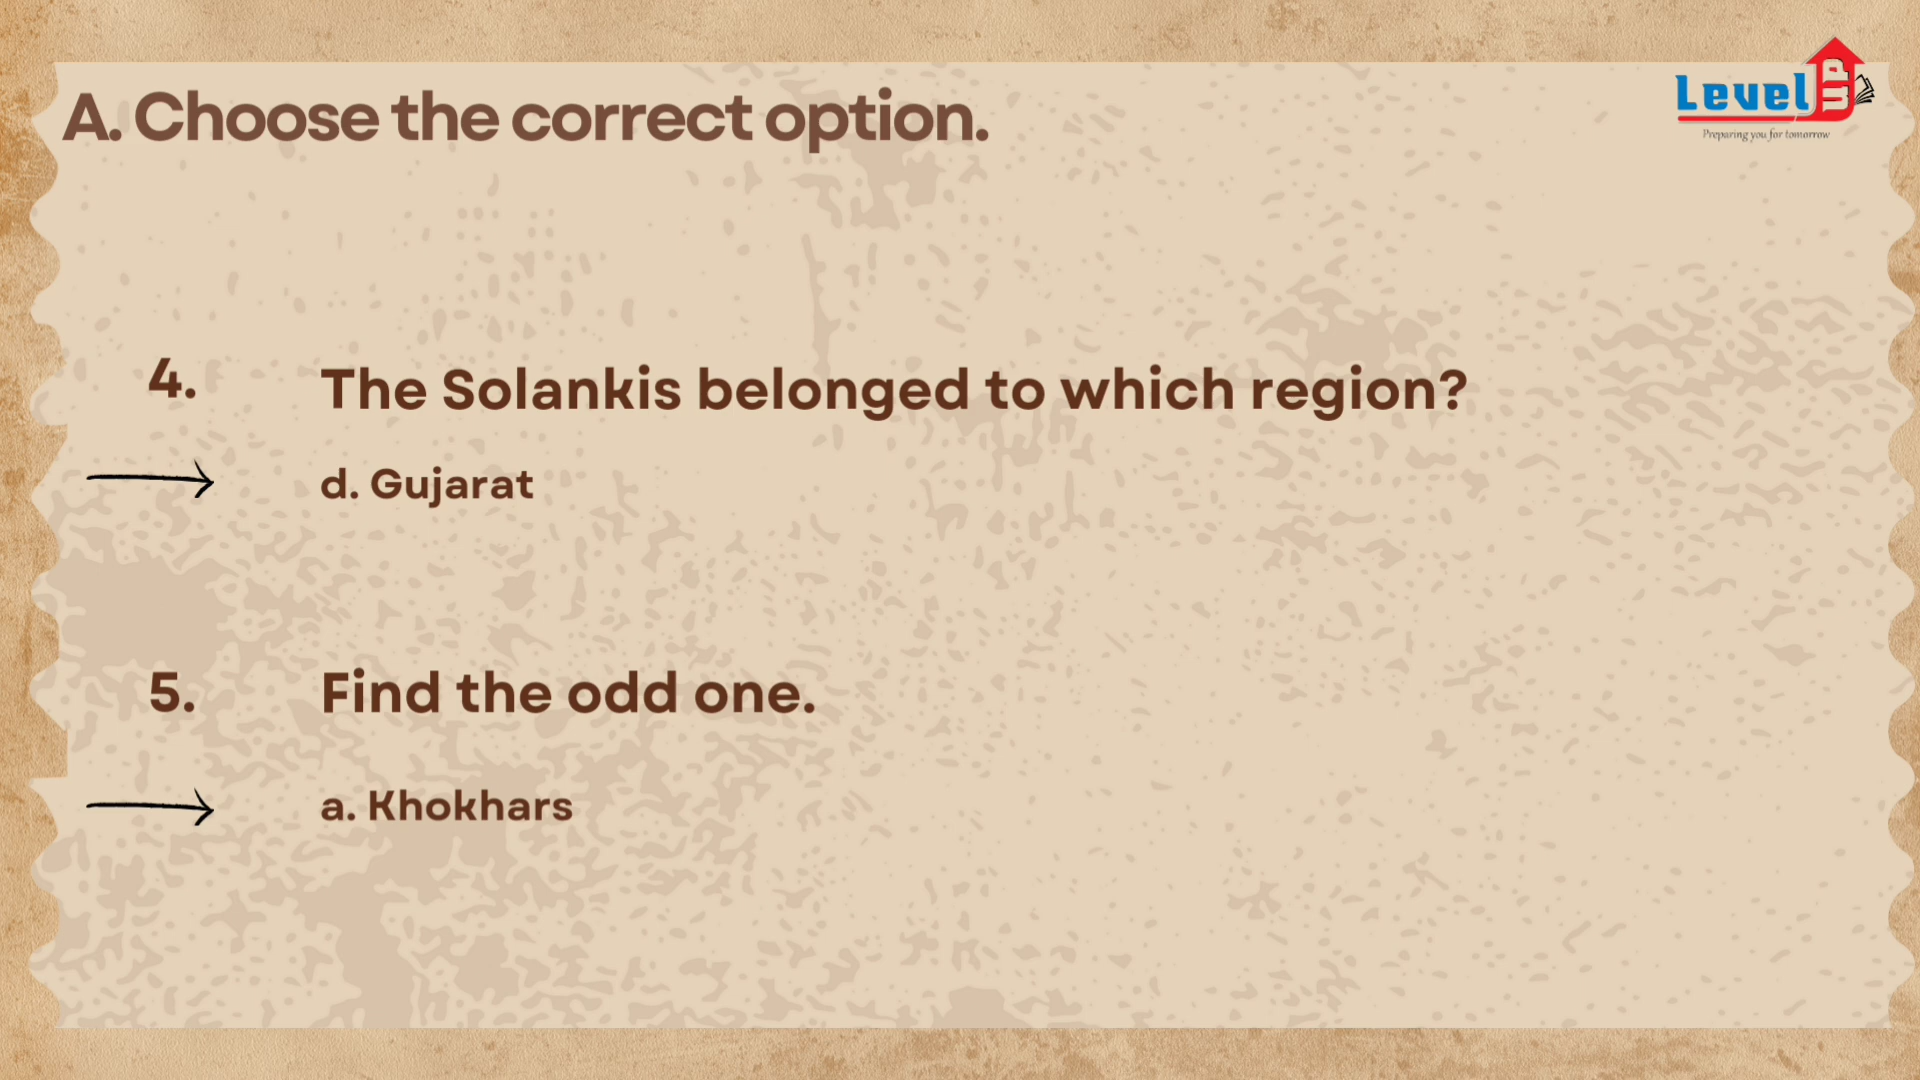 A. Choose the correct option.
Level up
Preparing you for tomorrow
4. The Solankis belonged to which region?
d. Gujarat
5. Find the odd one.
a. Khokhars